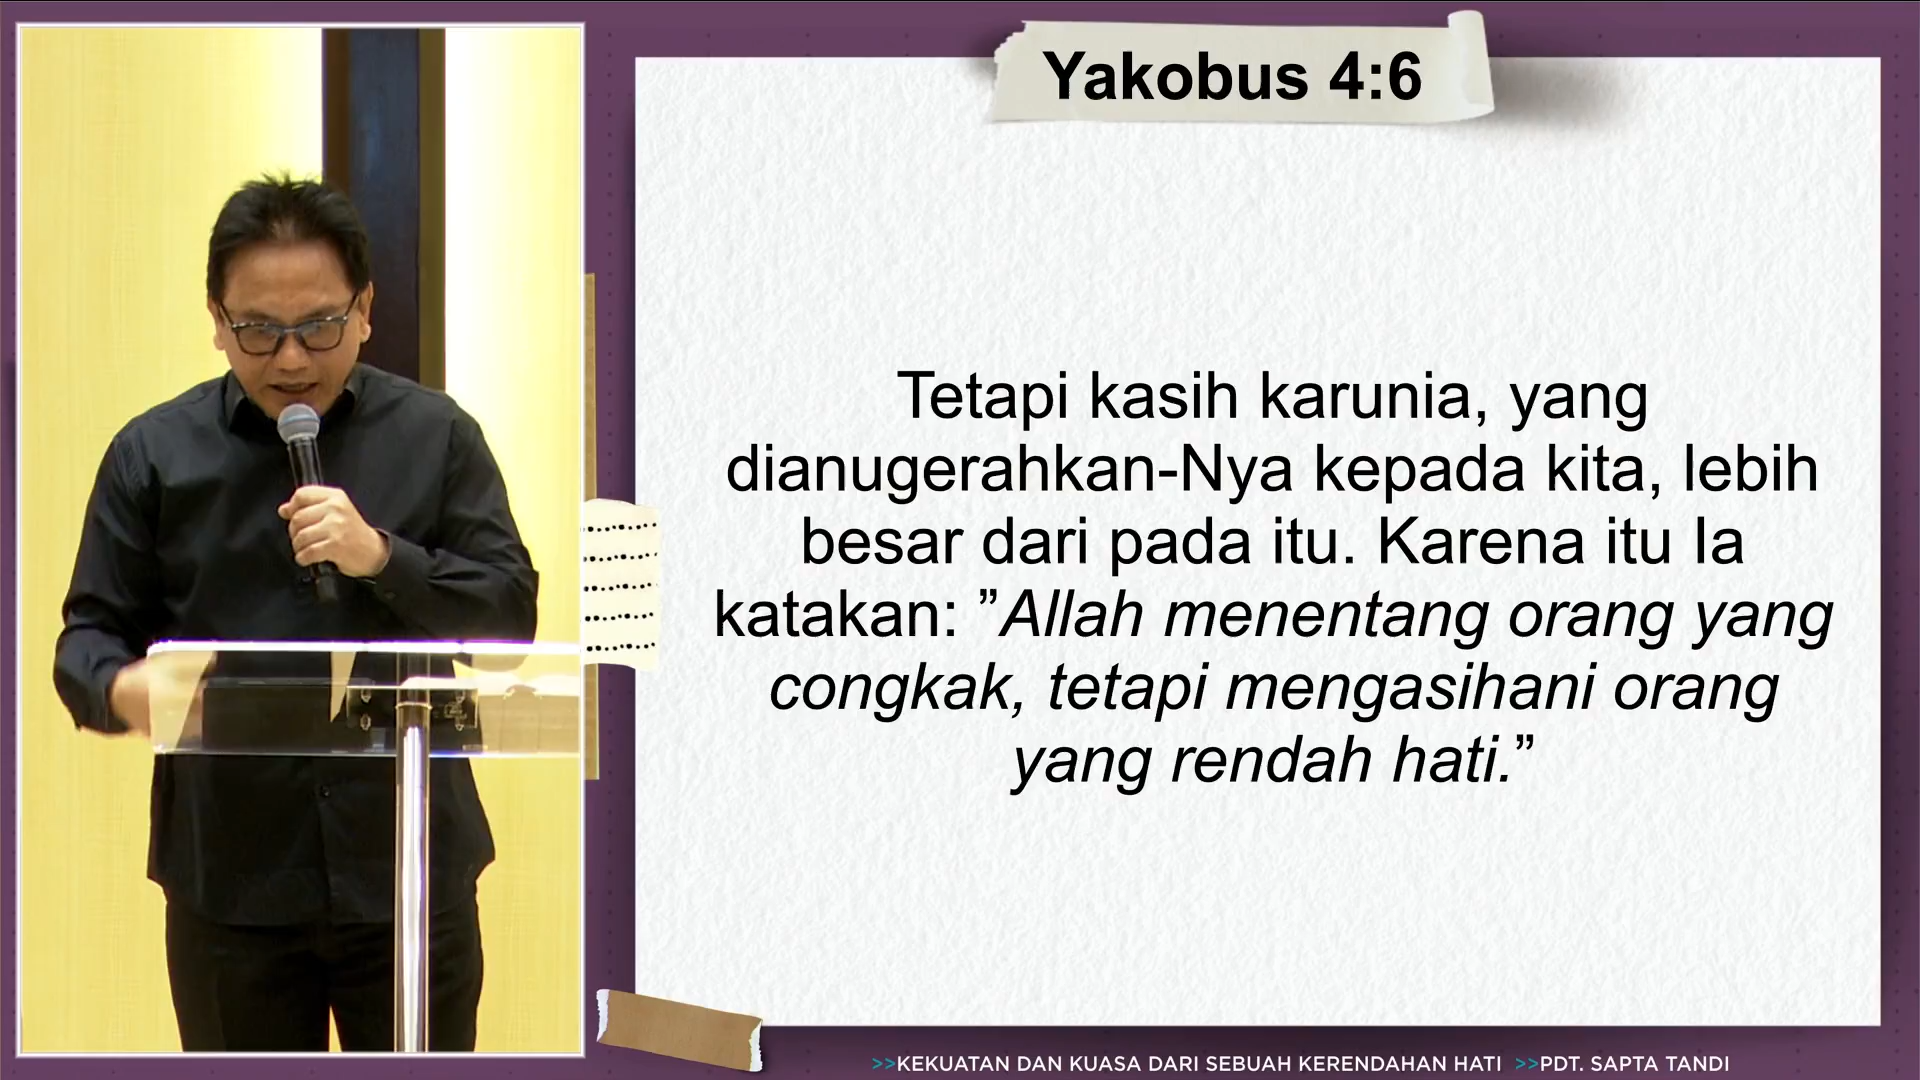 Yakobus 4:6
Tetapi kasih karunia, yang
dianugerahkan-Nya kepada kita, lebih
besar dari pada itu. Karena itu Ia
katakan: ”Allah menentang orang yang
congkak, tetapi mengasihani orang
yang rendah hati.”
>>KEKUATAN DAN KUASA DARI SEBUAH KERENDAHAN HATI >>PDT. SAPTA TANDI